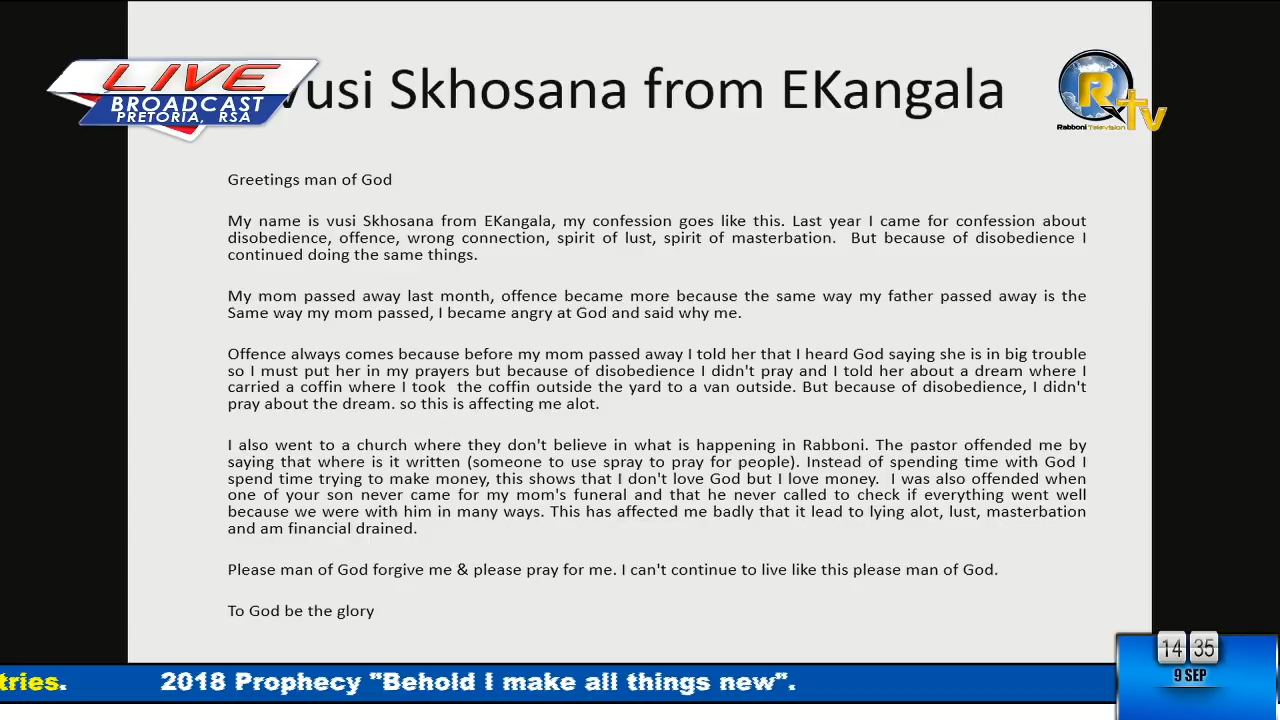 LIVE
BROADCAST
PRETORIA, RSA
vusi Skhosana from EKangala
R
TV
Rabboni Television
Greetings man of God
My name is vusi Skhosana from EKangala, my confession goes like this. Last year I came for confession about
disobedience, offence, wrong connection, spirit of lust, spirit of masterbation. But because of disobedience I
continued doing the same things.
My mom passed away last month, offence became more because the same way my father passed away is the
Same way my mom passed, I became angry at God and said why me.
Offence always comes because before my mom passed away I told her that I heard God saying she is in big trouble
so I must put her in my prayers but because of disobedience I didn't pray and I told her about a dream where I
carried a coffin where I took the coffin outside the yard to a van outside. But because of disobedience, I didn't
pray about the dream. so this is affecting me alot.
I also went to a church where they don't believe in what is happening in Rabboni. The pastor offended me by
saying that where is it written (someone to use spray to pray for people). Instead of spending time with God I
spend time trying to make money, this shows that I don't love God but I love money. I was also offended when
one of your son never came for my mom's funeral and that he never called to check if everything went well
because we were with him in many ways. This has affected me badly that it lead to lying alot, lust, masterbation
and am financial drained.
Please man of God forgive me & please pray for me. I can't continue to live like this please man of God.
To God be the glory
14 35
9 SEP
tries. 2018 Prophecy "Behold I make all things new".